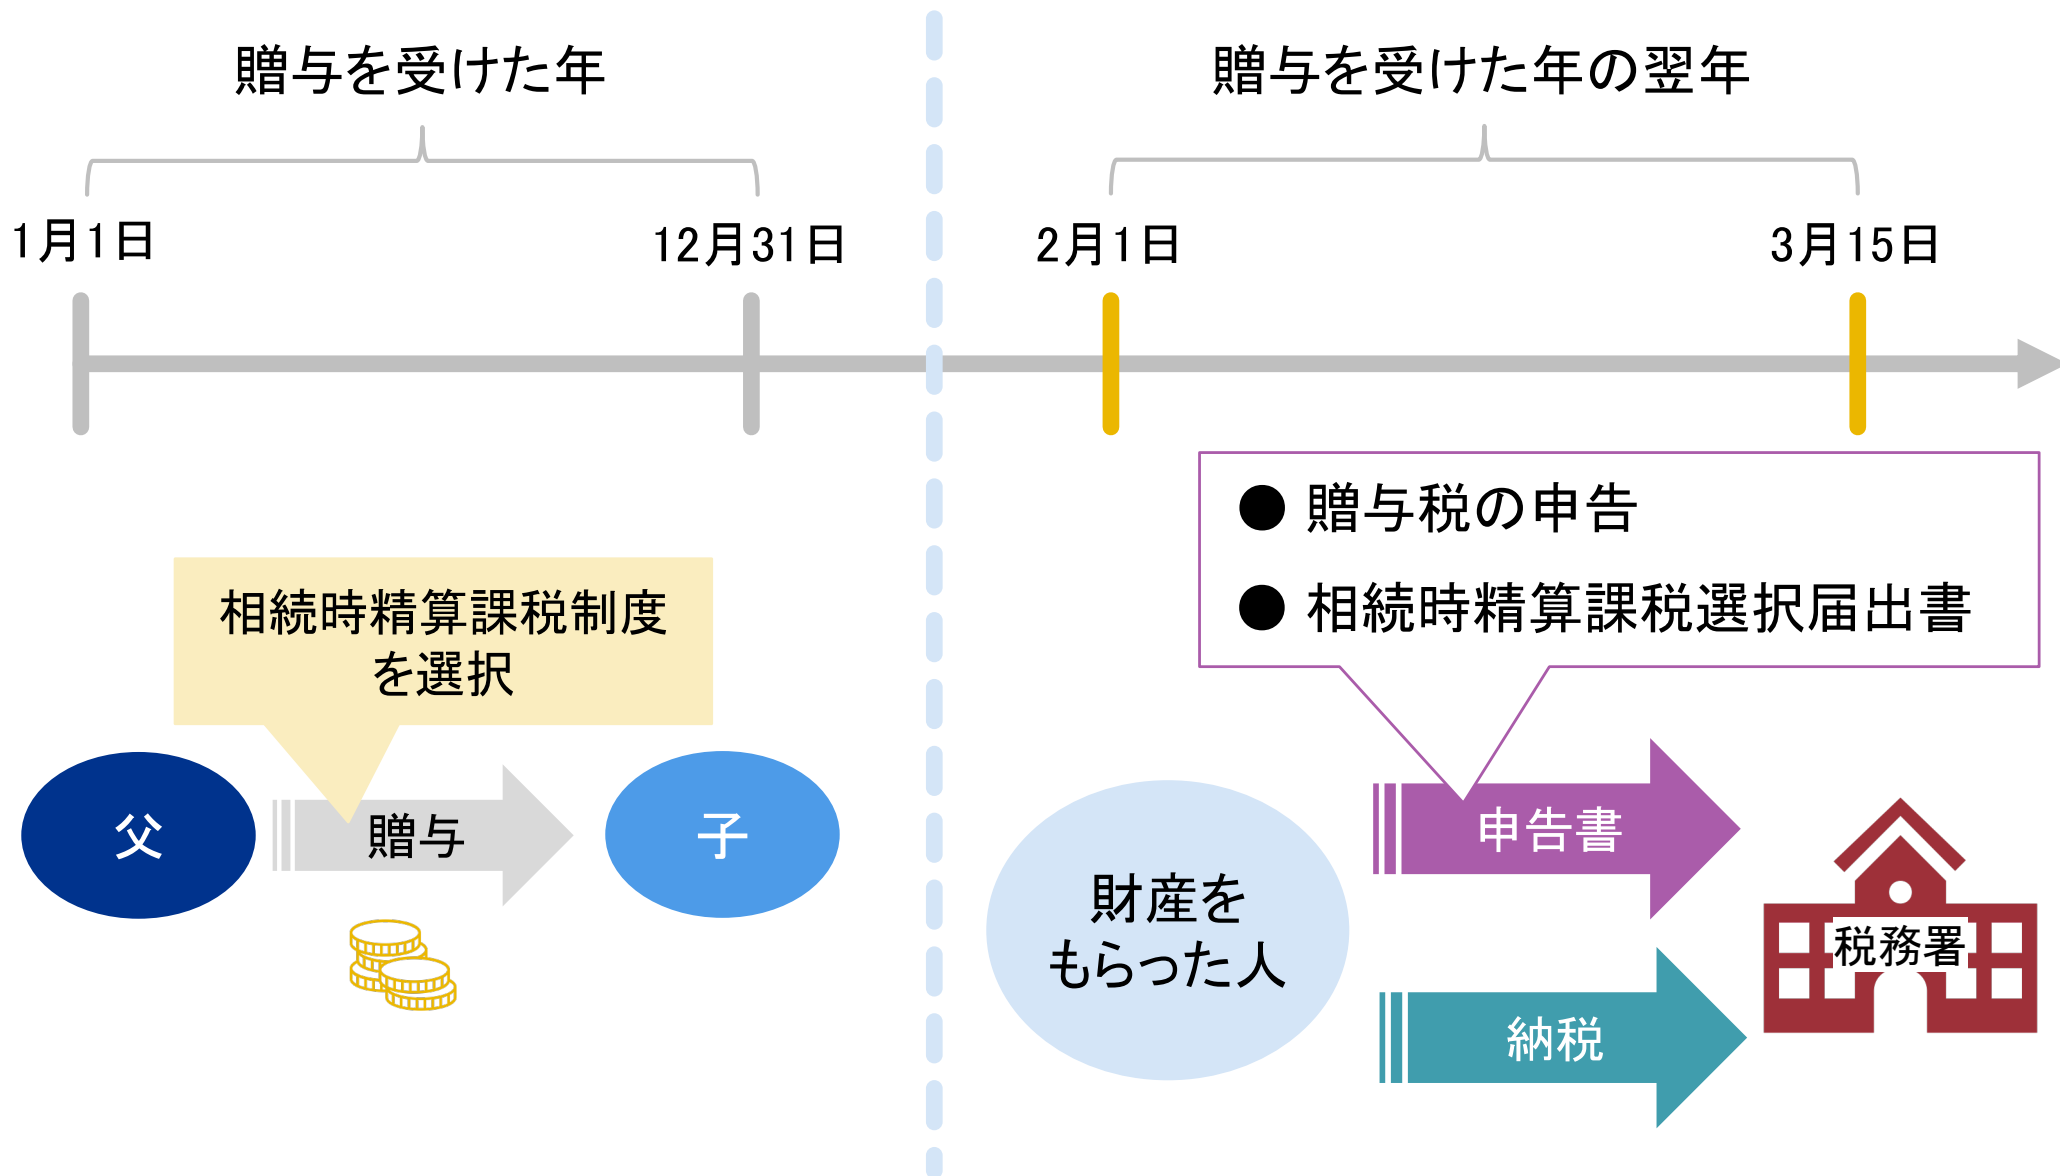 贈与を受けた年
贈与を受けた年の翌年
1月1日
12月31日
2月1日
3月15日
● 贈与税の申告
● 相続時精算課税選択届出書
相続時精算課税制度
を選択
父
贈与
子
財産を
もらった人
申告書
納税
税務署